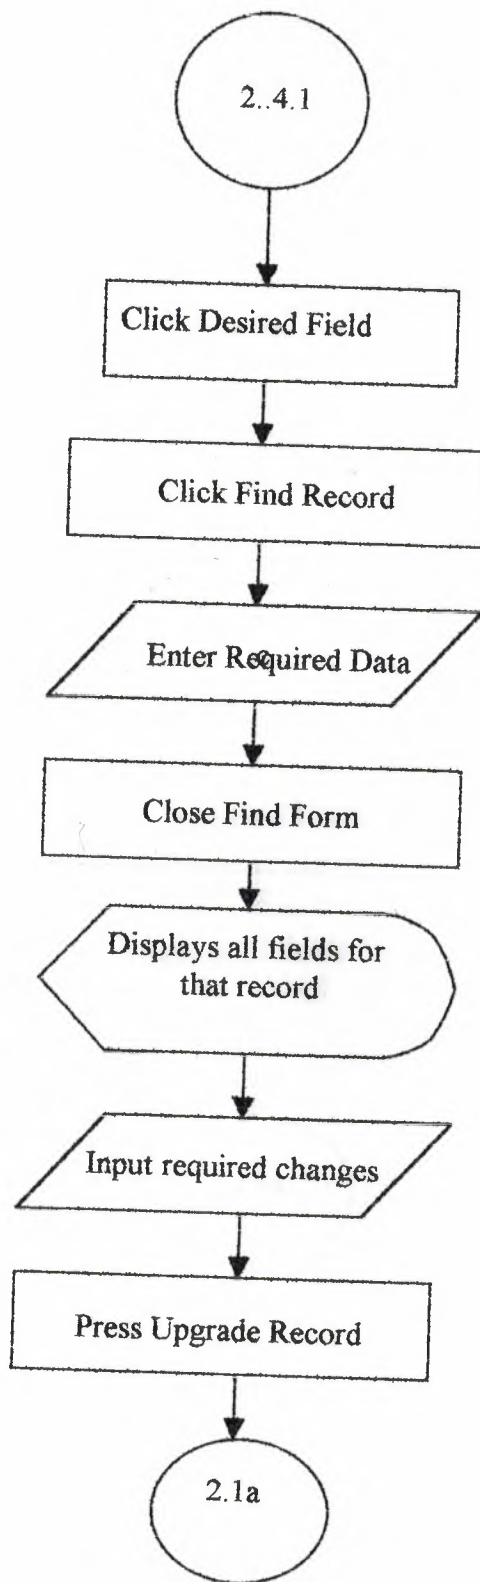 2..4.1
Click Desired Field
Click Find Record
Enter Required Data
Close Find Form
Displays all fields for
that record
Input required changes
Press Upgrade Record
2.1a